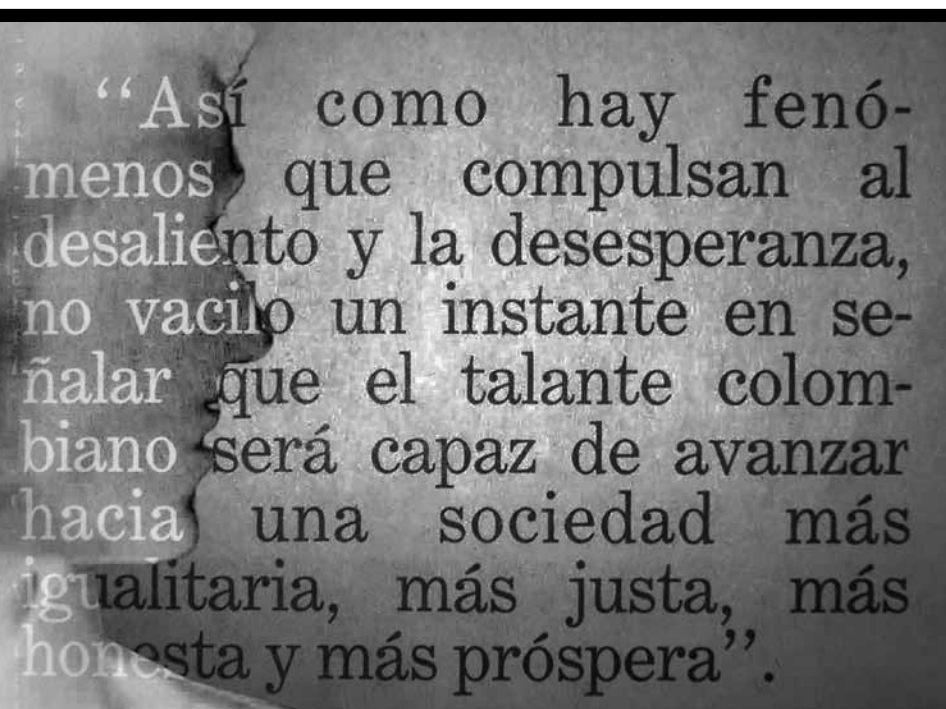 “Así como hay fenó-
menos que compulsan al
desaliento y la desesperanza,
no vacilo un instante en se-
ñalar que el talante colom-
biano será capaz de avanzar
hacia una sociedad más
igualitaria, más justa, más
honesta y más próspera”.